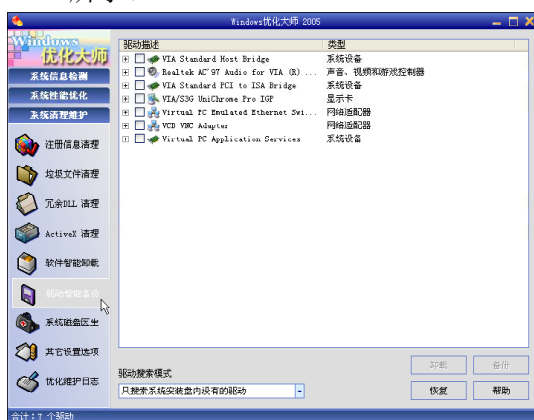 Windows优化大师 2005
Windows
优化大师
系统信息检测
系统性能优化
系统清理维护
注册信息清理
垃圾文件清理
冗余DLL 清理
ActiveX 清理
软件智能卸载
驱动智能备份
系统磁盘医生
其它设置选项
优化维护日志
驱动描述 类型
VIA Standard Host Bridge 系统设备
Realtek AC'97 Audio for VIA (R) ... 声音、视频和游戏控制器
VIA Standard PCI to ISA Bridge 系统设备
VIA/S3G UniChrome Pro IGP 显示卡
Virtual PC Emulated Ethernet Swi... 网络适配器
VCD VNC Adapter 网络适配器
Virtual PC Application Services 系统设备
驱动搜索模式
只搜索系统安装盘内没有的驱动
卸载 备份
恢复 帮助
合计:7 个驱动